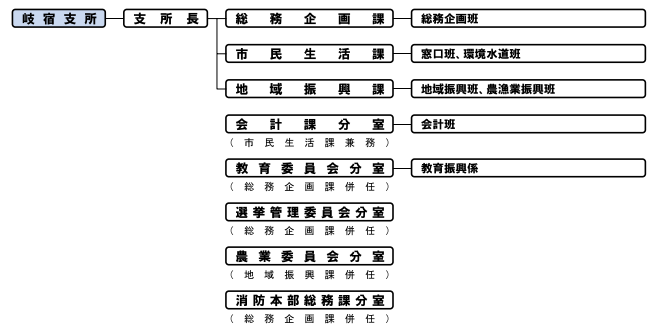 岐宿支所 支所長 総務企画課 総務企画班
市民生活課 窓口班、環境水道班
地域振興課 地域振興班、農漁業振興班
会計課分室 会計班
(市民生活課兼務)
教育委員会分室 教育振興係
(総務企画課併任)
選挙管理委員会分室
(総務企画課併任)
農業委員会分室
(地域振興課併任)
消防本部総務課分室
(総務企画課併任)